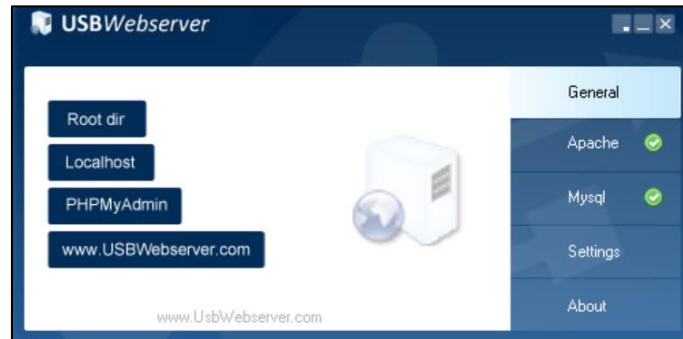 USBWebserver
General
Root dir
Apache
Localhost
Mysql
PHPMyAdmin
www.USBWebserver.com
Settings
About
www.UsbWebserver.com